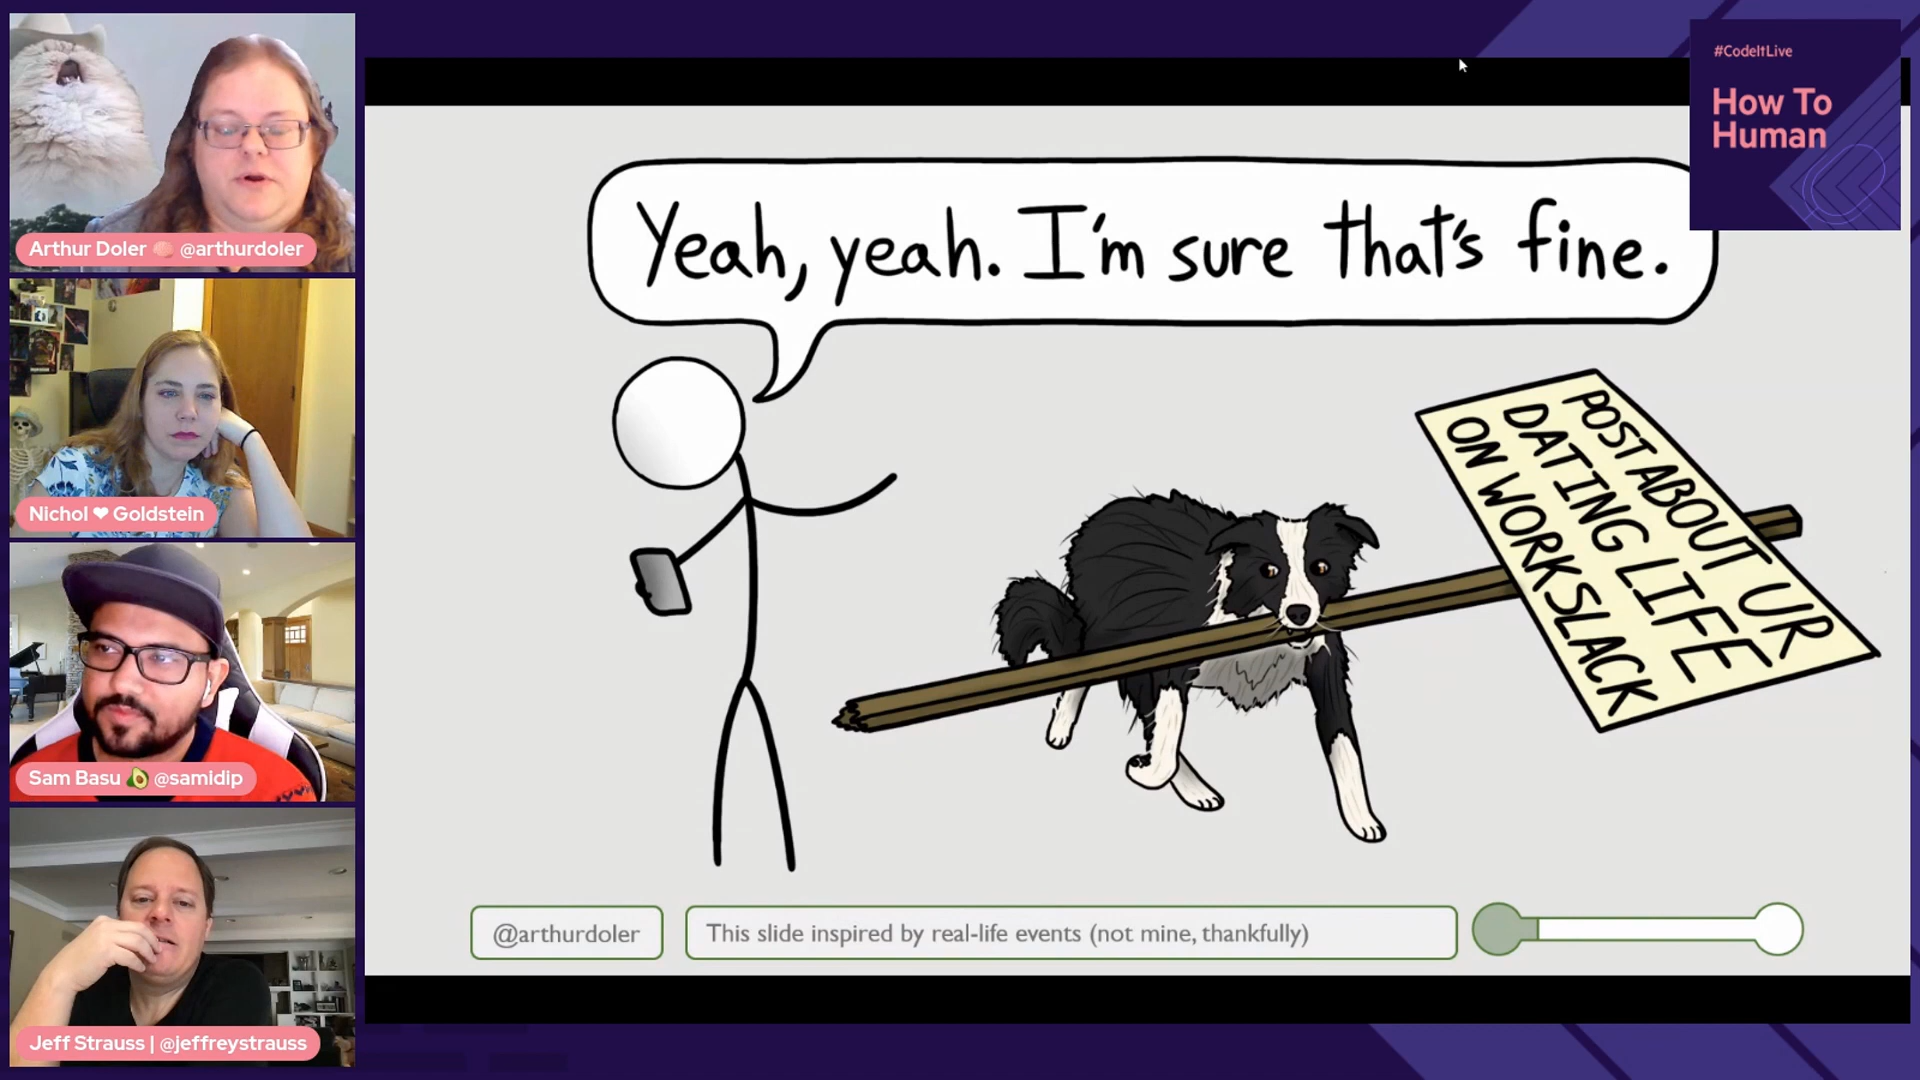 Arthur Doler 🧠 @arthurdoler
Nichol ❤ Goldstein
Sam Basu 🥑 @samidip
Jeff Strauss | @jeffreystrauss
#CodeItLive
How To
Human
Yeah, yeah. I'm sure that's fine.
POST ABOUT UR
DATING LIFE
ON WORK SLACK
@arthurdoler
This slide inspired by real-life events (not mine, thankfully)